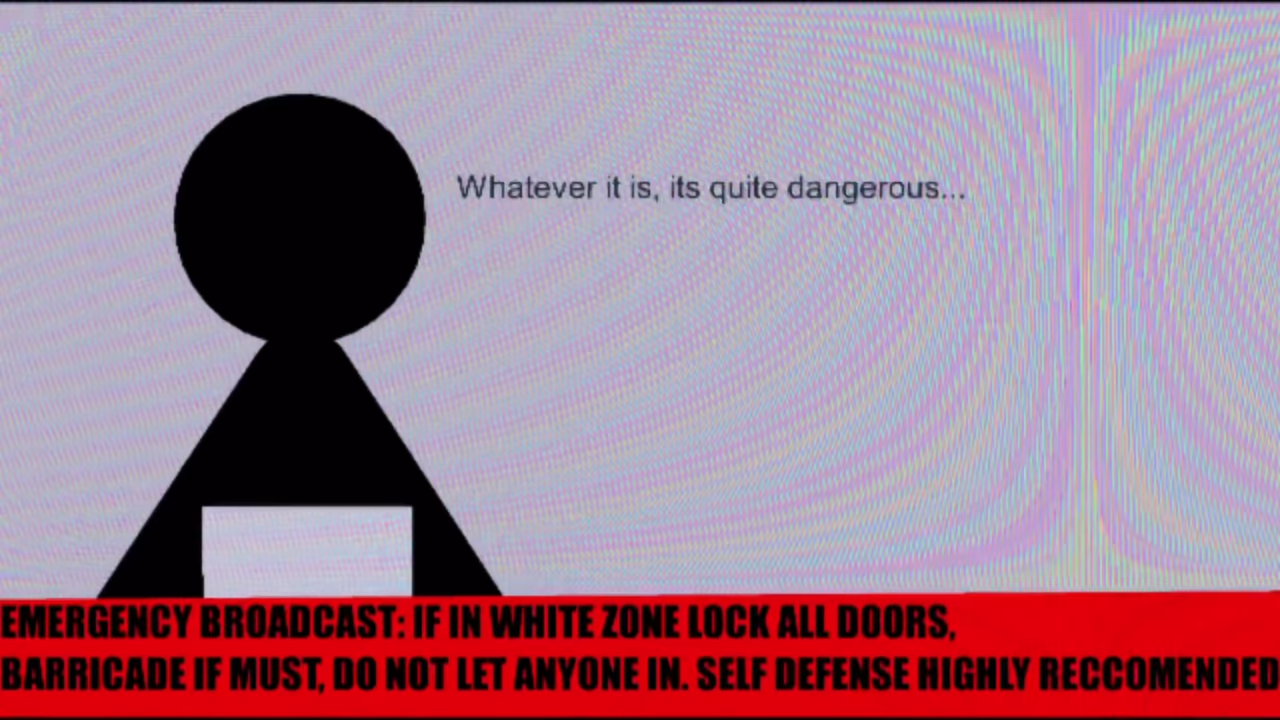 Whatever it is, its quite dangerous...
EMERGENCY BROADCAST: IF IN WHITE ZONE LOCK ALL DOORS,
BARRICADE IF MUST, DO NOT LET ANYONE IN. SELF DEFENSE HIGHLY RECCOMENDED